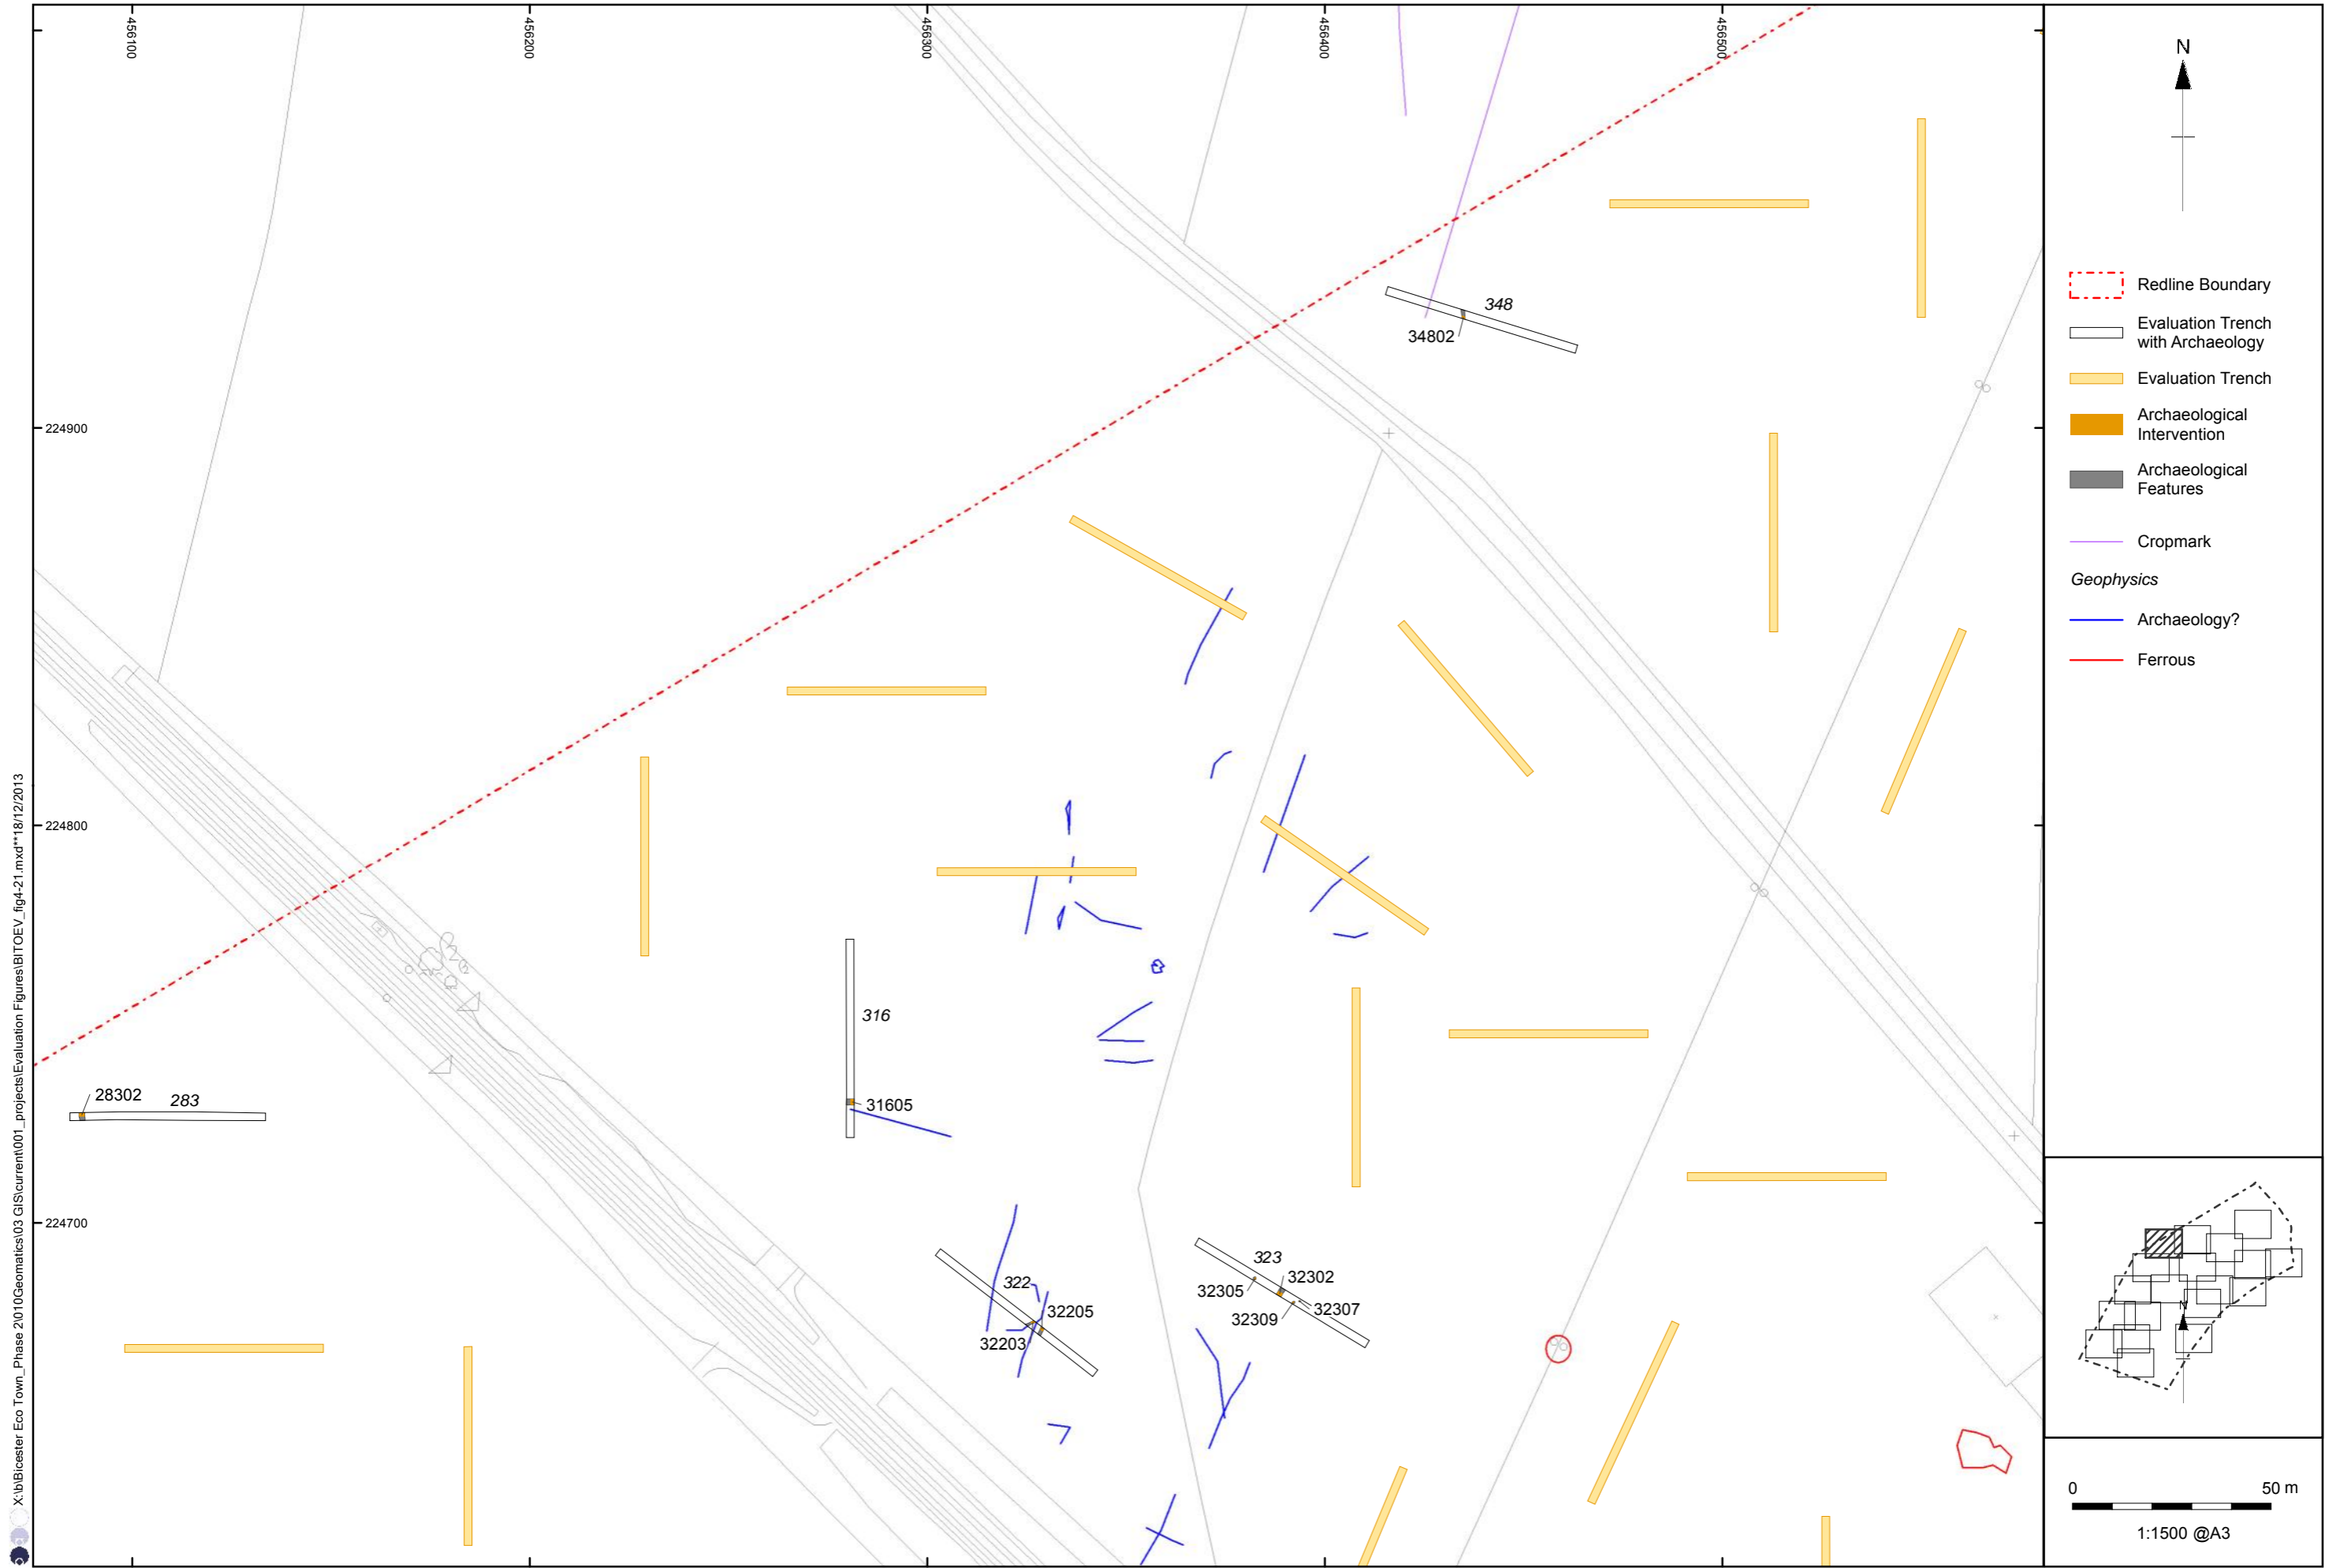 456100
456200
456300
456400
456500
224900
224800
224700
348
34802
316
31605
28302
283
322
32205
32203
323
32302
32305
32307
32309
N
Redline Boundary
Evaluation Trench
with Archaeology
Evaluation Trench
Archaeological
Intervention
Archaeological
Features
Cropmark
Geophysics
Archaeology?
Ferrous
N
0 50 m
1:1500 @A3
X:\b\Bicester Eco Town_Phase 2\010Geomatics\03 GIS\current\001_projects\Evaluation Figures\BITOEV_fig4-21.mxd**18/12/2013